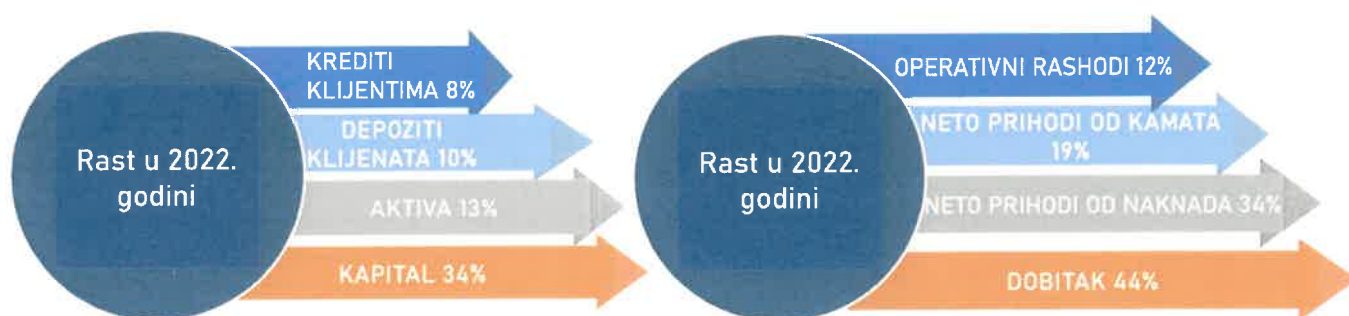 Rast u 2022.
godini
KREDITI
KLIJENTIMA 8%
DEPOZITI
KLIJENATA 10%
AKTIVA 13%
KAPITAL 34%
Rast u 2022.
godini
OPERATIVNI RASHODI 12%
NETO PRIHODI OD KAMATA
19%
NETO PRIHODI OD NAKNADA 34%
DOBITAK 44%